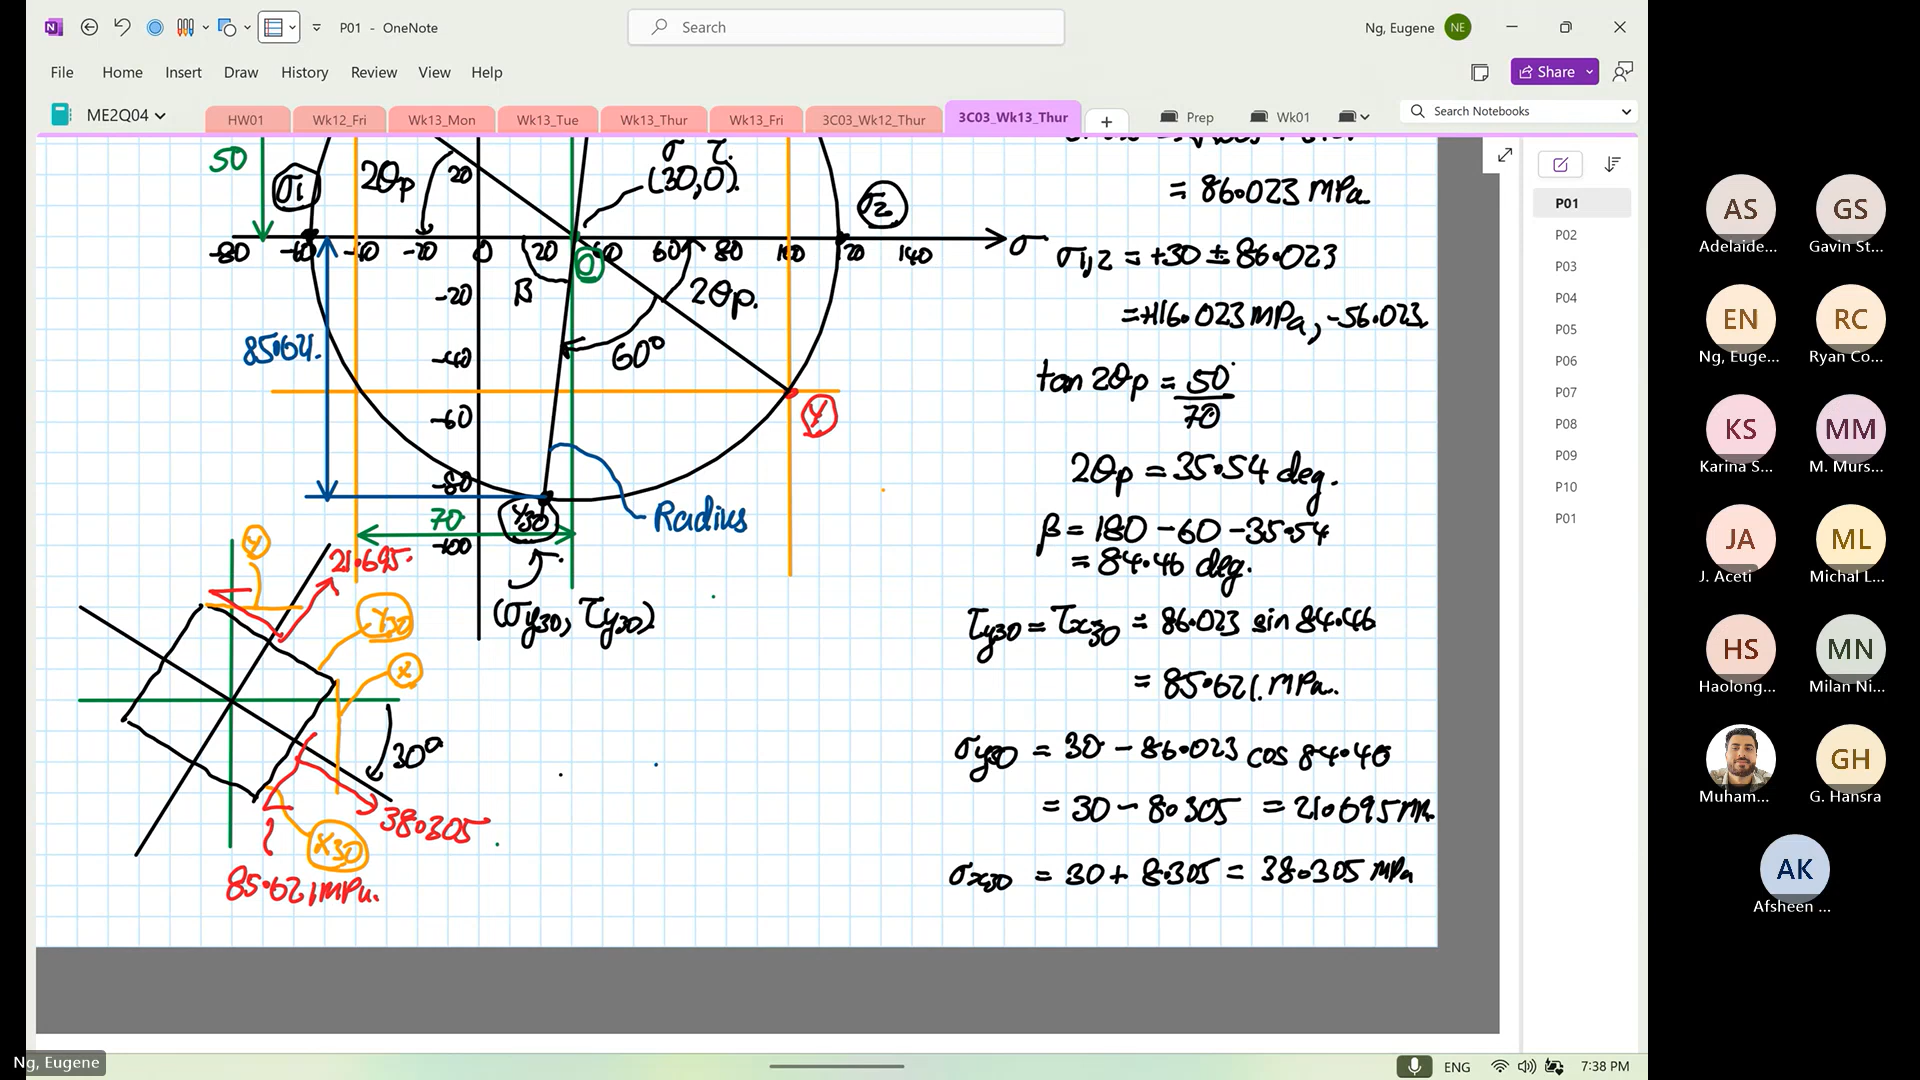 P01 - OneNote
Search
Ng, Eugene
NE
File
Home
Insert
Draw
History
Review
View
Help
Share
ME2Q04
HW01
Wk12_Fri
Wk13_Mon
Wk13_Tue
Wk13_Thur
Wk13_Fri
3C03_Wk12_Thur
3C03_Wk13_Thur
+
Prep
Wk01
Search Notebooks
50
σ1
2θp
20
σ τ
(30,0)
σ2
-80 -60 -40 -20 0 20 40 60 80 100 120 140
σ
O
β
2θp.
-20
85.621.
-40
60°
-60
Y
-80
70
Y30
Radius
-100
(σy30, τy30)
Y
21.695.
Y30
X
30°
38.305
X30
85.621 MPa.
= 86.023 MPa
σ1,2 = +30 ± 86.023
= +116.023 MPa, -56.023.
tan 2θp = 50
70
2θp = 35.54 deg.
β = 180 - 60 - 35.54
= 84.46 deg.
τy30 = τx30 = 86.023 sin 84.46
= 85.621. MPa.
σy30 = 30 - 86.023 cos 84.46
= 30 - 80305 = 21.695 MPa
σx30 = 30 + 8.305 = 38.305 MPa
P01
P02
P03
P04
P05
P06
P07
P08
P09
P10
P01
AS
Adelaide...
GS
Gavin St...
EN
Ng, Euge...
RC
Ryan Co...
KS
Karina S...
MM
M. Murs...
JA
J. Aceti
ML
Michal L...
HS
Haolong...
MN
Milan Ni...
Muham...
GH
G. Hansra
AK
Afsheen ...
Ng, Eugene
ENG
7:38 PM